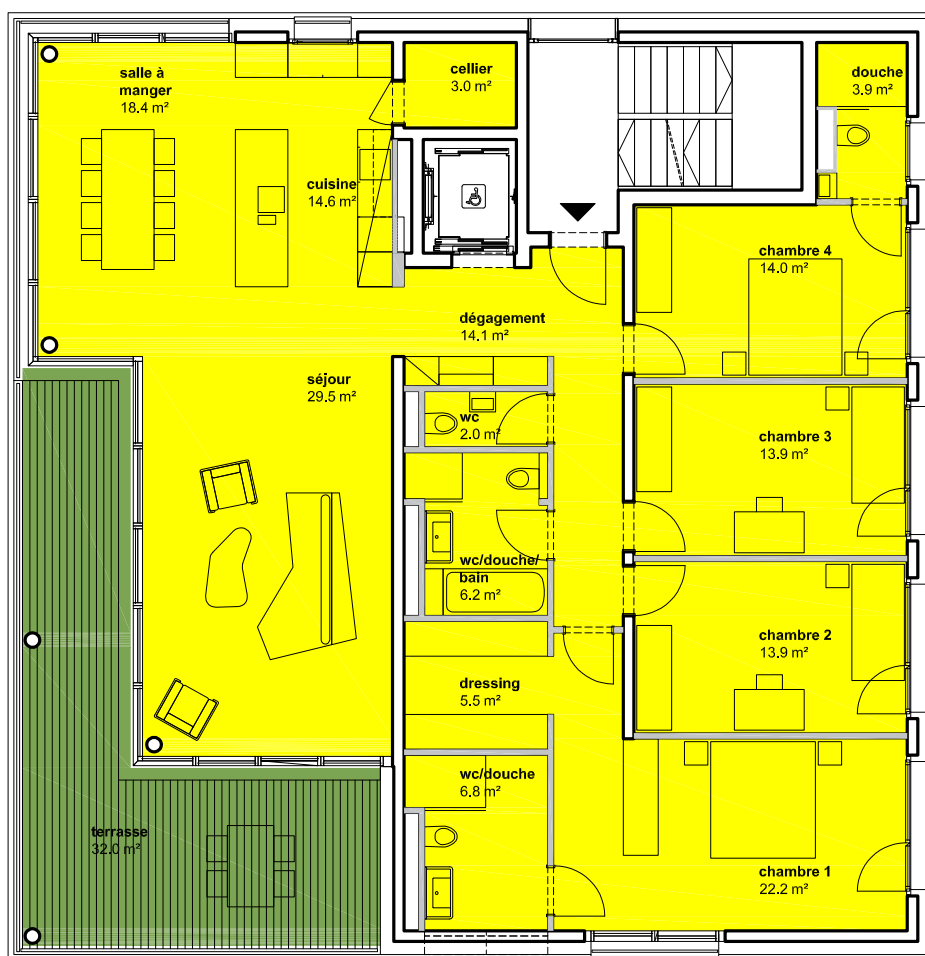 salle à
manger
18.4 m²
cellier
3.0 m²
douche
3.9 m²
cuisine
14.6 m²
chambre 4
14.0 m²
dégagement
14.1 m²
séjour
29.5 m²
wc
2.0 m²
chambre 3
13.9 m²
wc/douche/
bain
6.2 m²
chambre 2
13.9 m²
dressing
5.5 m²
wc/douche
6.8 m²
terrasse
32.0 m²
chambre 1
22.2 m²